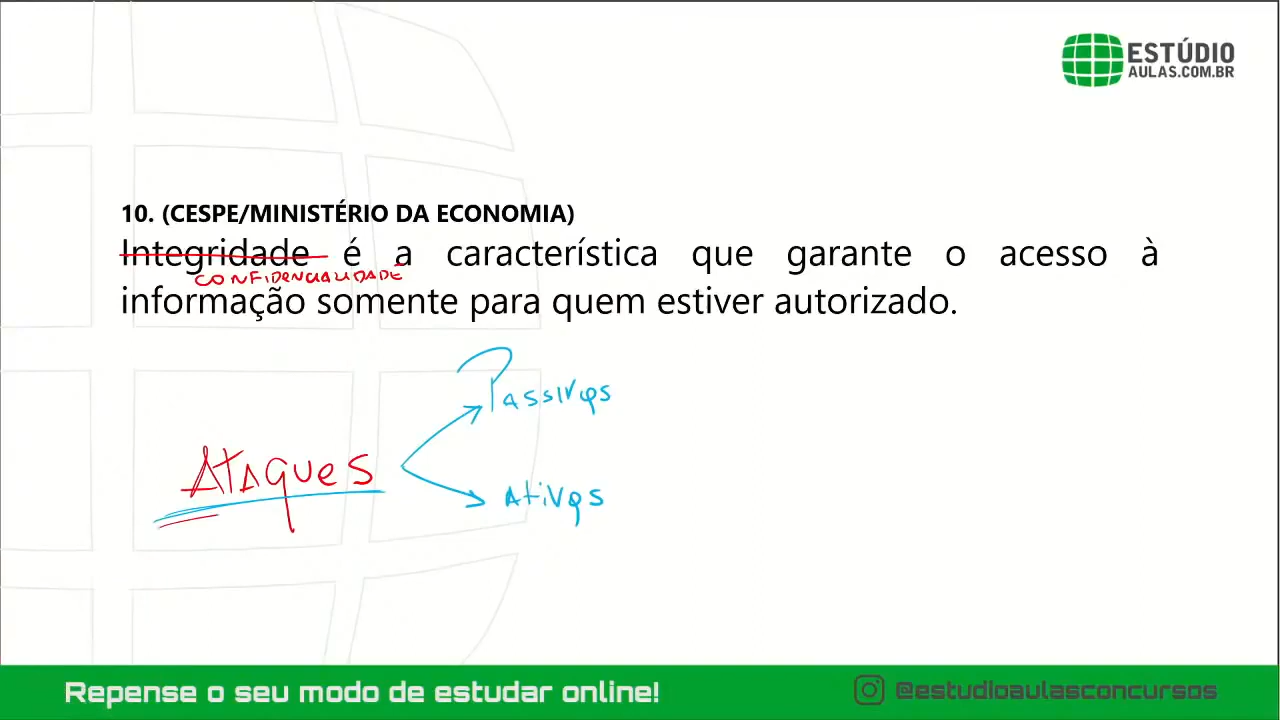 ESTÚDIO
AULAS.COM.BR
10. (CESPE/MINISTÉRIO DA ECONOMIA)
Integridade é a característica que garante o acesso à
CONFIDENCIALIDADE
informação somente para quem estiver autorizado.
Passivos
Ataques
Ativos
Repense o seu modo de estudar online!
@estudioaulasconcursos